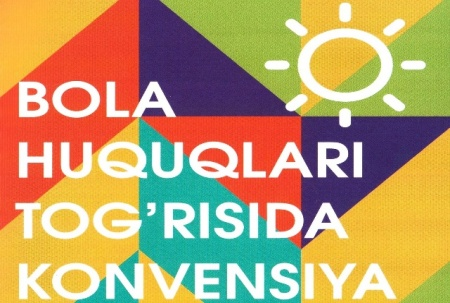 BOLA
HUQUQLARI
TOG'RISIDA
KONVENSIYA